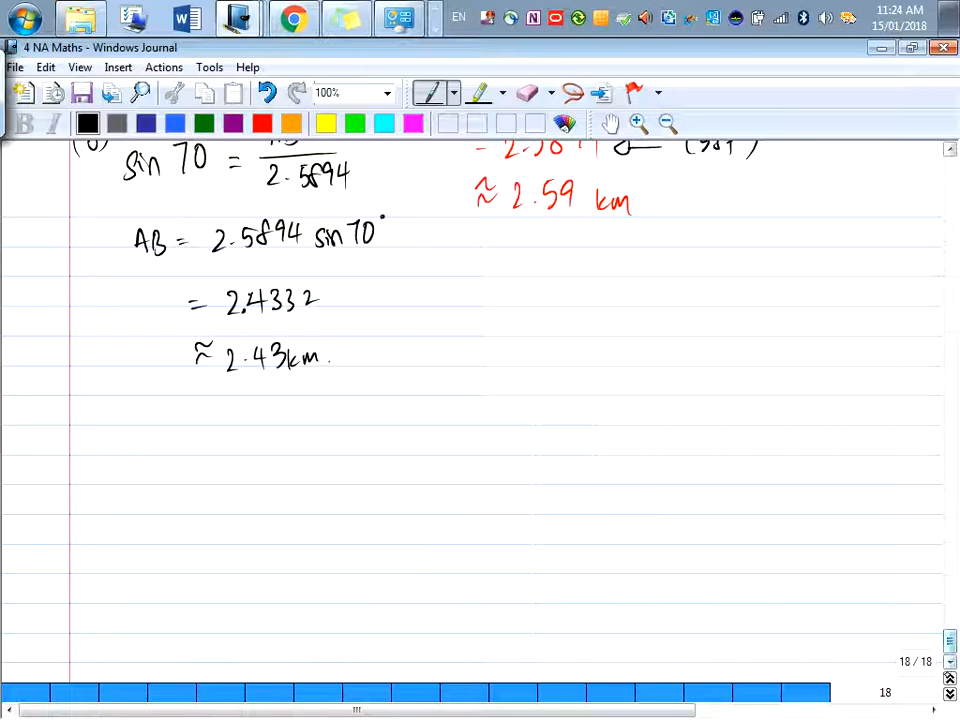 EN
11:24 AM
15/01/2018
4 NA Maths - Windows Journal
File Edit View Insert Actions Tools Help
100%
B I
sin 70 = 2.5894
AB = 2.5894 sin 70°
= 2.4332
≈ 2.43km.
≈ 2.59 km
18 / 18
18